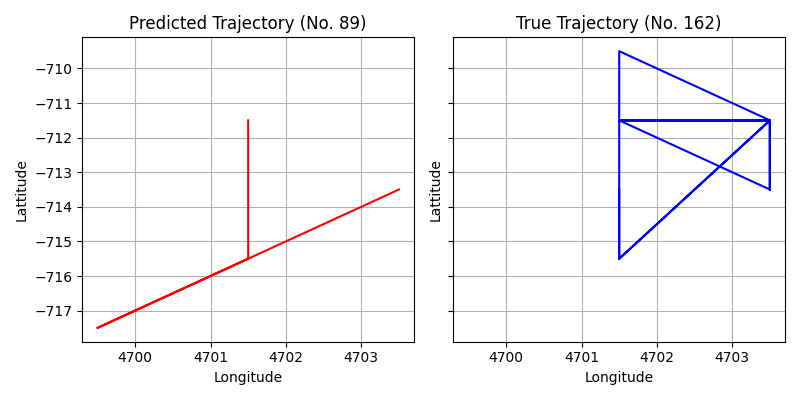 Predicted Trajectory (No. 89)
−710
−711
−712
−713
−714
−715
−716
−717
Lattitude
4700 4701 4702 4703
Longitude
True Trajectory (No. 162)
Lattitude
4700 4701 4702 4703
Longitude